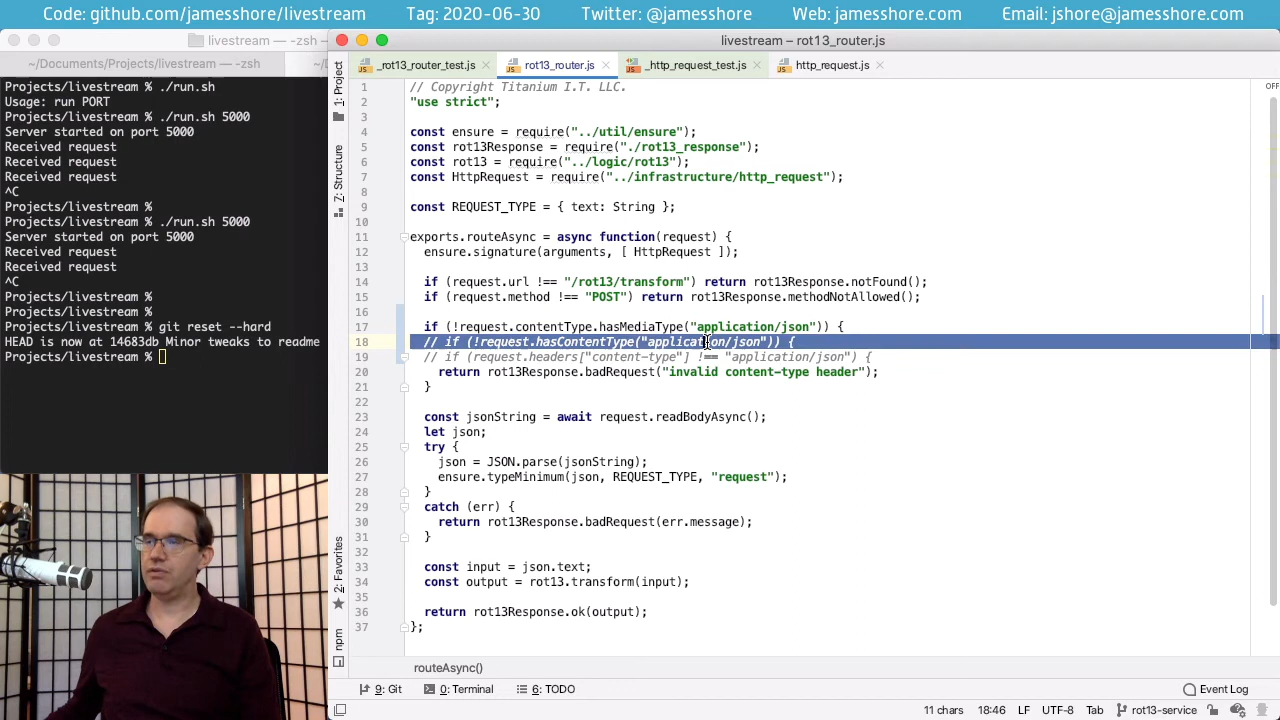 Code: github.com/jamesshore/livestream Tag: 2020-06-30 Twitter: @jamesshore Web: jamesshore.com Email: jshore@jamesshore.com
livestream — -zsh
~/Documents/Projects/livestream — -zsh
Projects/livestream % ./run.sh
Usage: run PORT
Projects/livestream % ./run.sh 5000
Server started on port 5000
Received request
Received request
Received request
^C
Projects/livestream %
Projects/livestream % ./run.sh 5000
Server started on port 5000
Received request
Received request
^C
Projects/livestream %
Projects/livestream %
Projects/livestream % git reset --hard
HEAD is now at 14683db Minor tweaks to readme
Projects/livestream %
livestream – rot13_router.js
_rot13_router_test.js rot13_router.js _http_request_test.js http_request.js
1: Project
7: Structure
2: Favorites
npm
OFF
1 // Copyright Titanium I.T. LLC.
2 "use strict";
3
4 const ensure = require("../util/ensure");
5 const rot13Response = require("./rot13_response");
6 const rot13 = require("../logic/rot13");
7 const HttpRequest = require("../infrastructure/http_request");
8
9 const REQUEST_TYPE = { text: String };
10
11 exports.routeAsync = async function(request) {
12 ensure.signature(arguments, [ HttpRequest ]);
13
14 if (request.url !== "/rot13/transform") return rot13Response.notFound();
15 if (request.method !== "POST") return rot13Response.methodNotAllowed();
16
17 if (!request.contentType.hasMediaType("application/json")) {
18 // if (!request.hasContentType("application/json")) {
19 // if (request.headers["content-type"] !== "application/json") {
20 return rot13Response.badRequest("invalid content-type header");
21 }
22
23 const jsonString = await request.readBodyAsync();
24 let json;
25 try {
26 json = JSON.parse(jsonString);
27 ensure.typeMinimum(json, REQUEST_TYPE, "request");
28 }
29 catch (err) {
30 return rot13Response.badRequest(err.message);
31 }
32
33 const input = json.text;
34 const output = rot13.transform(input);
35
36 return rot13Response.ok(output);
37 };
routeAsync()
9: Git 0: Terminal 6: TODO Event Log
11 chars 18:46 LF UTF-8 Tab rot13-service